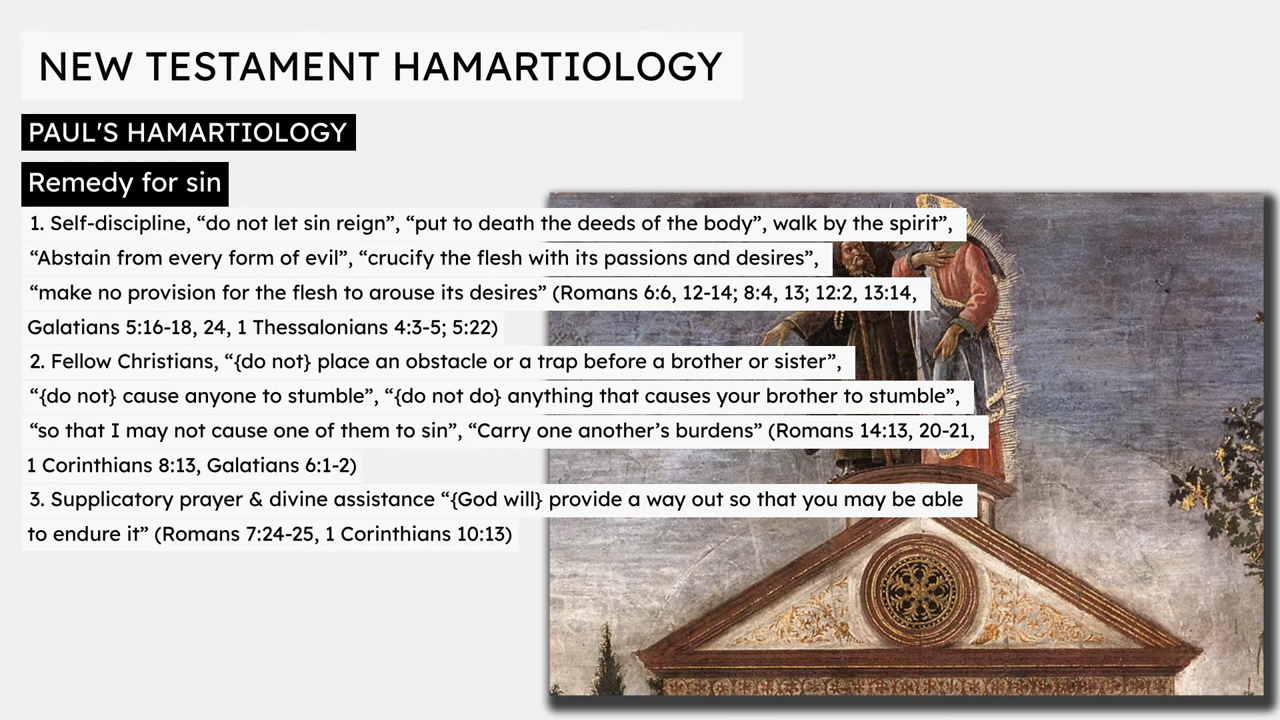 NEW TESTAMENT HAMARTIOLOGY
PAUL'S HAMARTIOLOGY
Remedy for sin
1. Self-discipline, “do not let sin reign”, “put to death the deeds of the body”, walk by the spirit”,
“Abstain from every form of evil”, “crucify the flesh with its passions and desires”,
“make no provision for the flesh to arouse its desires” (Romans 6:6, 12-14; 8:4, 13; 12:2, 13:14,
Galatians 5:16-18, 24, 1 Thessalonians 4:3-5; 5:22)
2. Fellow Christians, “{do not} place an obstacle or a trap before a brother or sister”,
“{do not} cause anyone to stumble”, “{do not do} anything that causes your brother to stumble”,
“so that I may not cause one of them to sin”, “Carry one another’s burdens” (Romans 14:13, 20-21,
1 Corinthians 8:13, Galatians 6:1-2)
3. Supplicatory prayer & divine assistance “{God will} provide a way out so that you may be able
to endure it” (Romans 7:24-25, 1 Corinthians 10:13)